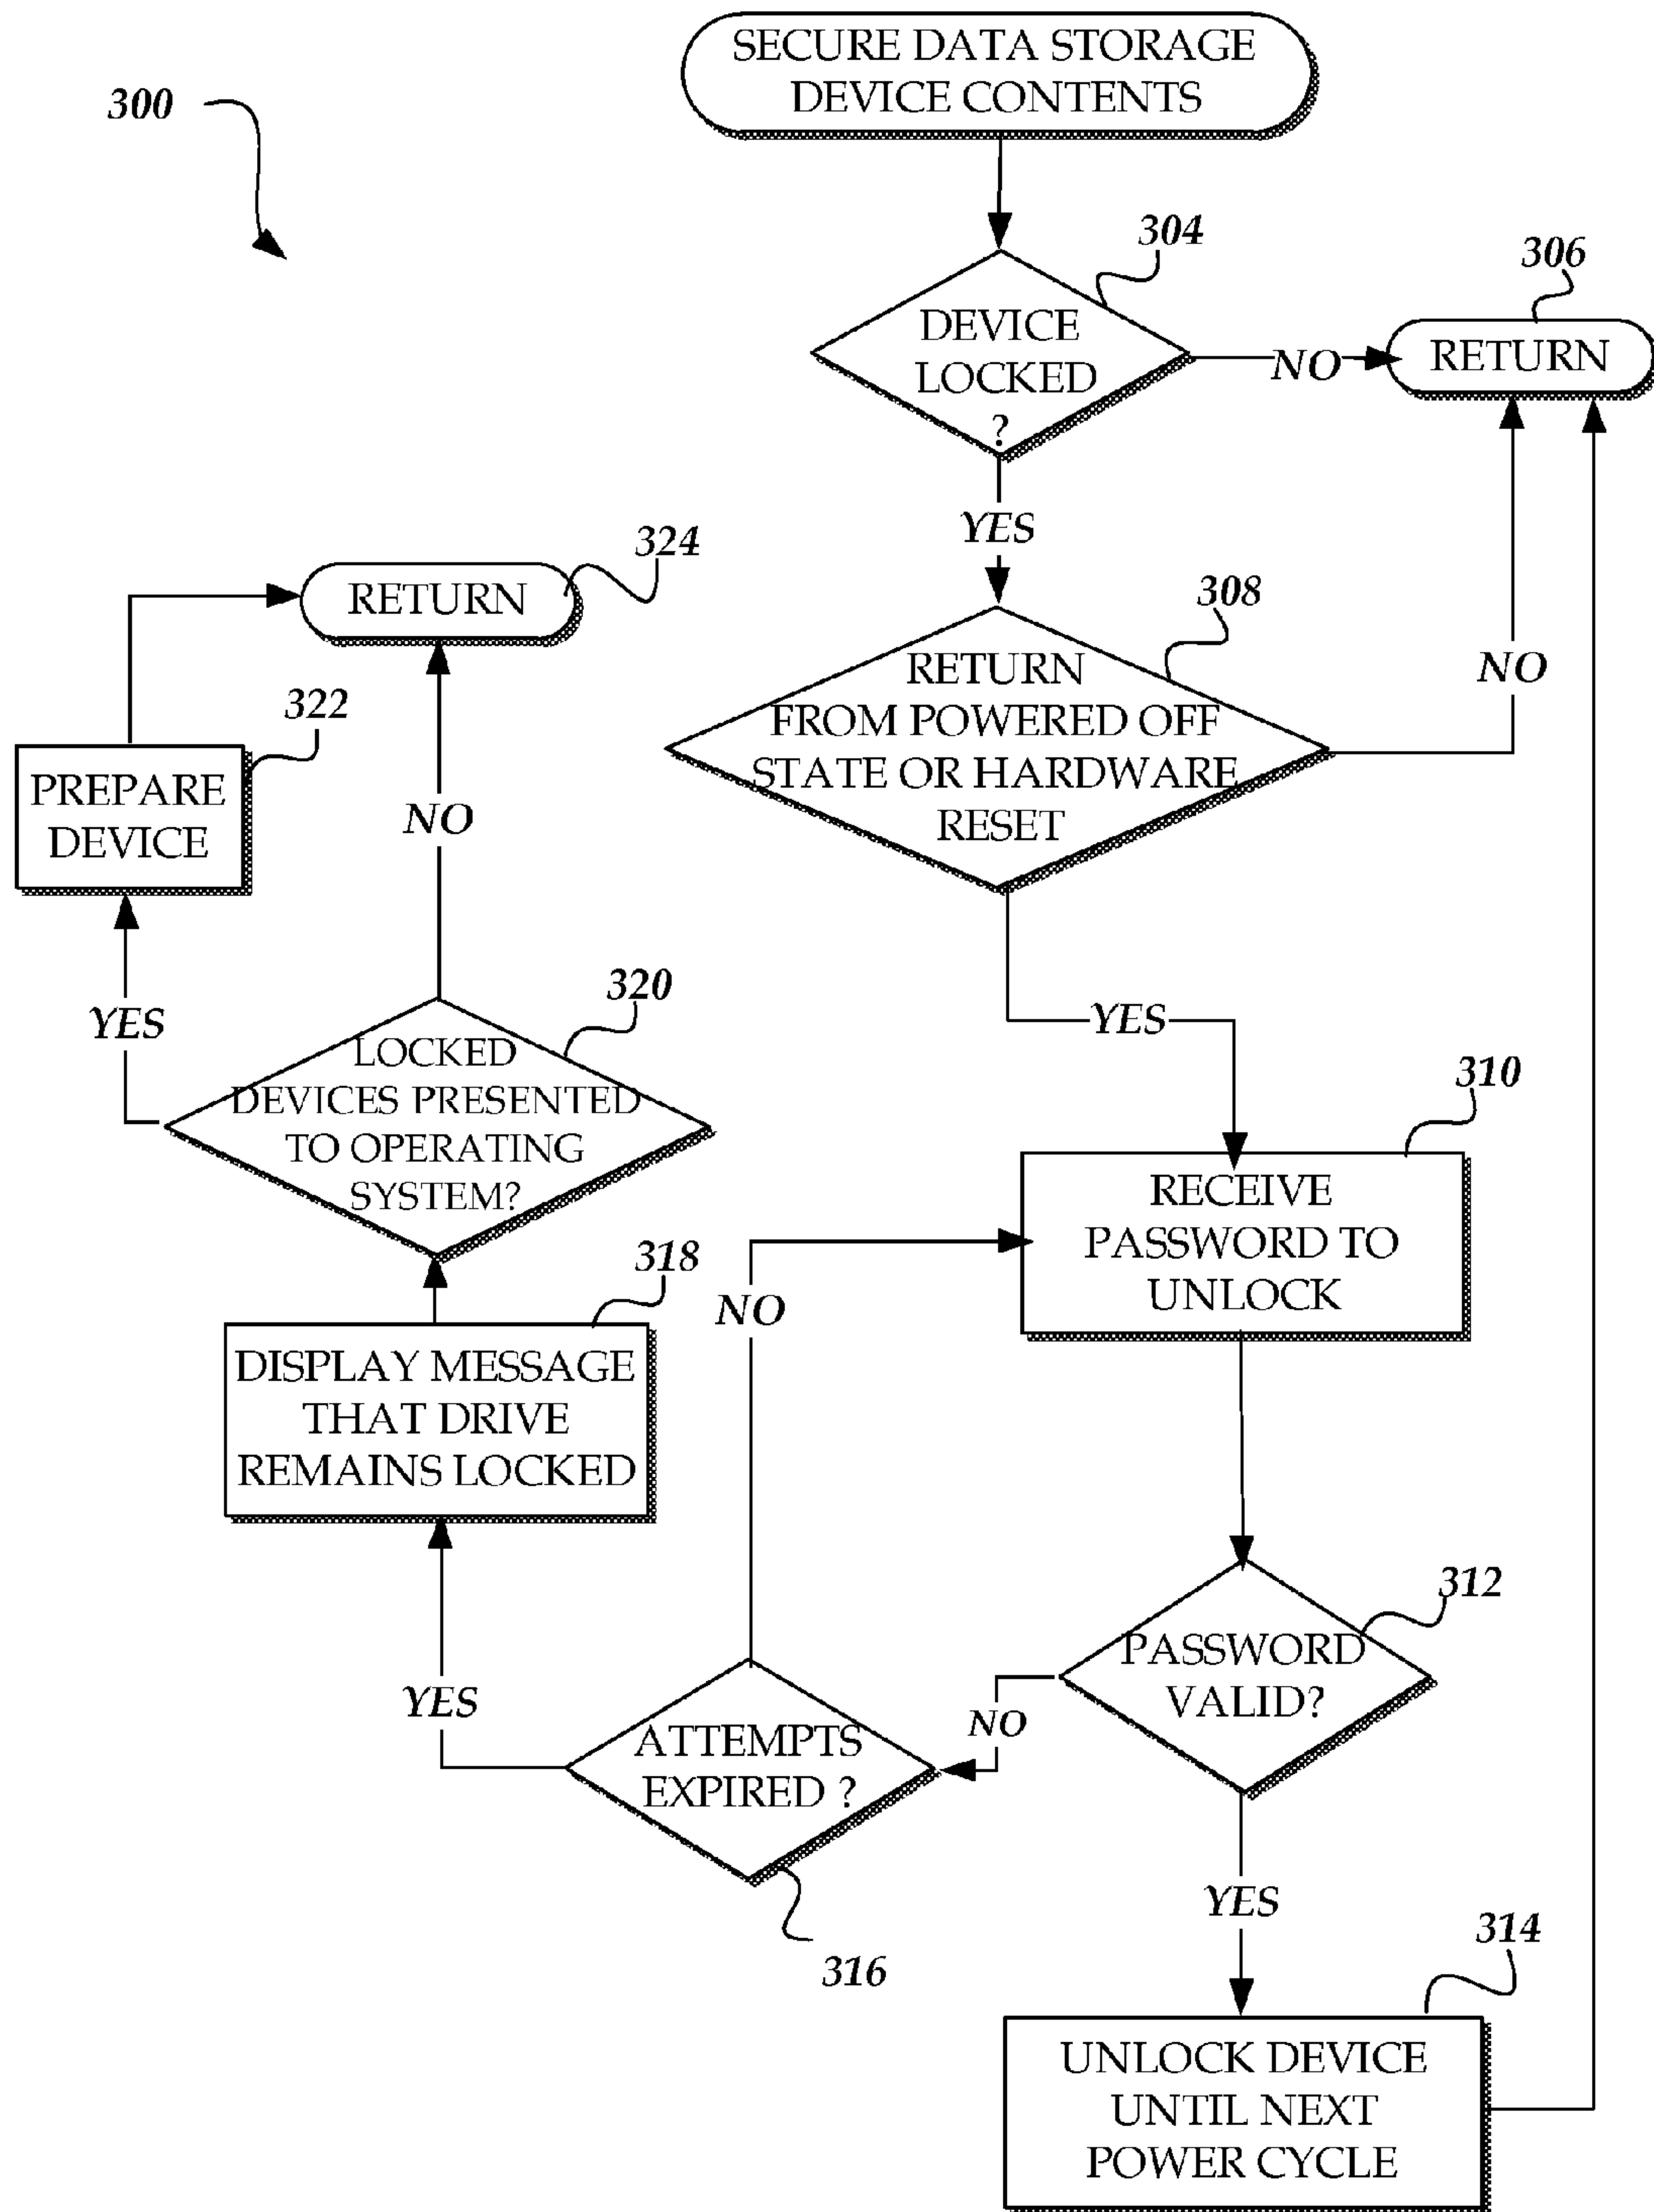 SECURE DATA STORAGE
DEVICE CONTENTS
300
304
DEVICE
LOCKED
?
NO
306
RETURN
YES
308
RETURN
FROM POWERED OFF
STATE OR HARDWARE
RESET
NO
YES
310
RECEIVE
PASSWORD TO
UNLOCK
312
PASSWORD
VALID?
NO
YES
314
UNLOCK DEVICE
UNTIL NEXT
POWER CYCLE
316
ATTEMPTS
EXPIRED ?
NO
YES
318
DISPLAY MESSAGE
THAT DRIVE
REMAINS LOCKED
320
LOCKED
DEVICES PRESENTED
TO OPERATING
SYSTEM?
YES
NO
322
PREPARE
DEVICE
324
RETURN